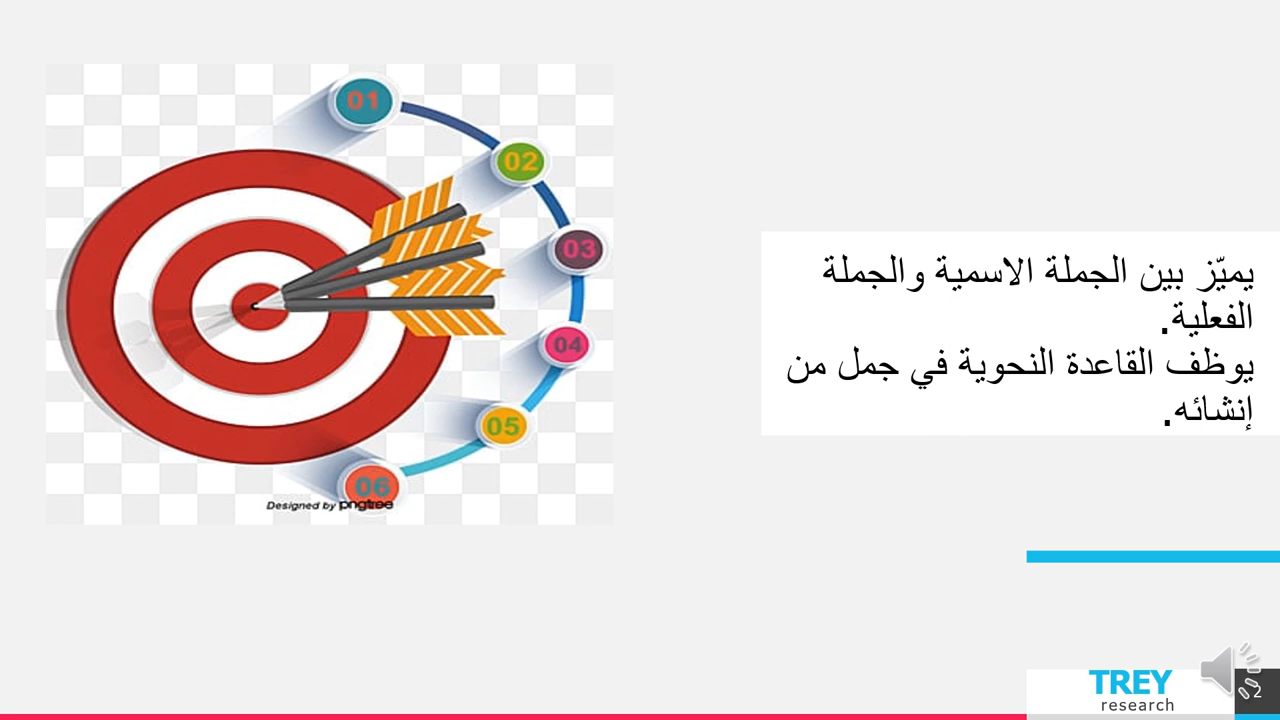 01
02
03
04
05
06
Designed by pngtree
يميّز بين الجملة الاسمية والجملة
الفعلية.
يوظف القاعدة النحوية في جمل من
إنشائه.
TREY
research
2